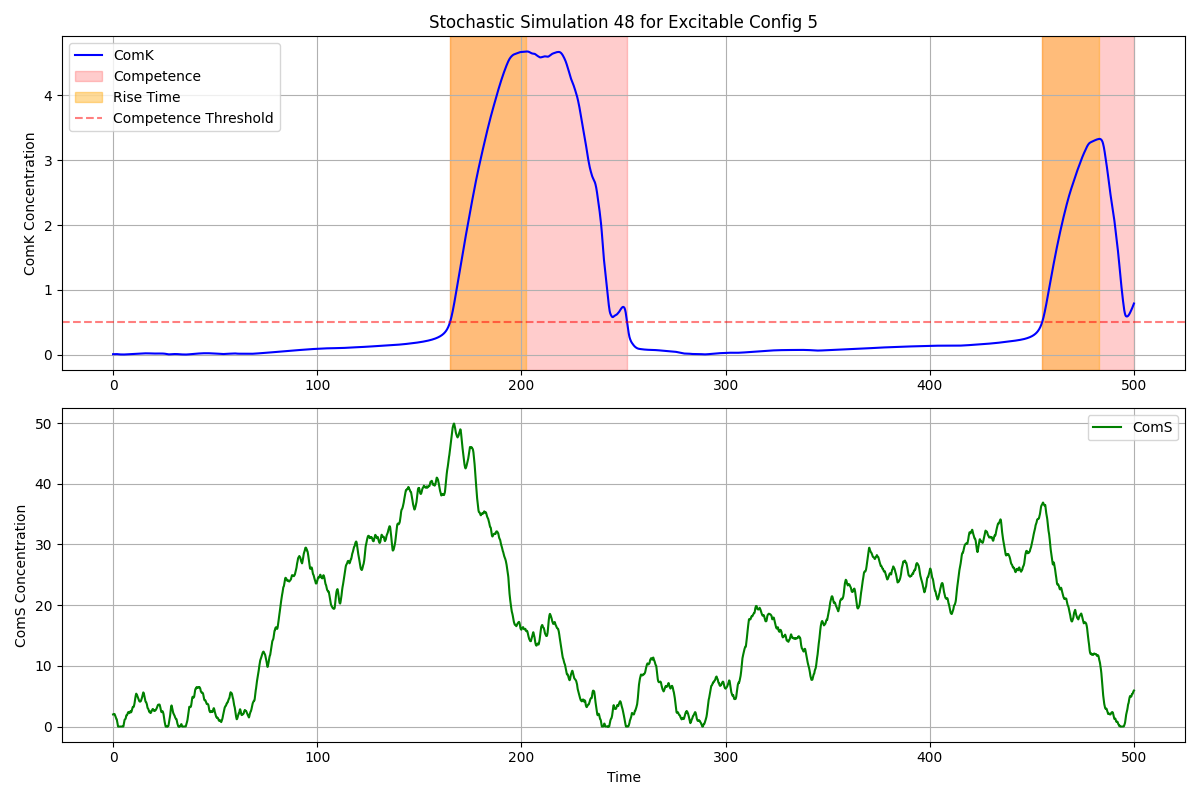 Stochastic Simulation 48 for Excitable Config 5
ComK
Competence
Rise Time
Competence Threshold
ComK Concentration
4
3
2
1
0
0 100 200 300 400 500
ComS
ComS Concentration
50
40
30
20
10
0
0 100 200 300 400 500
Time